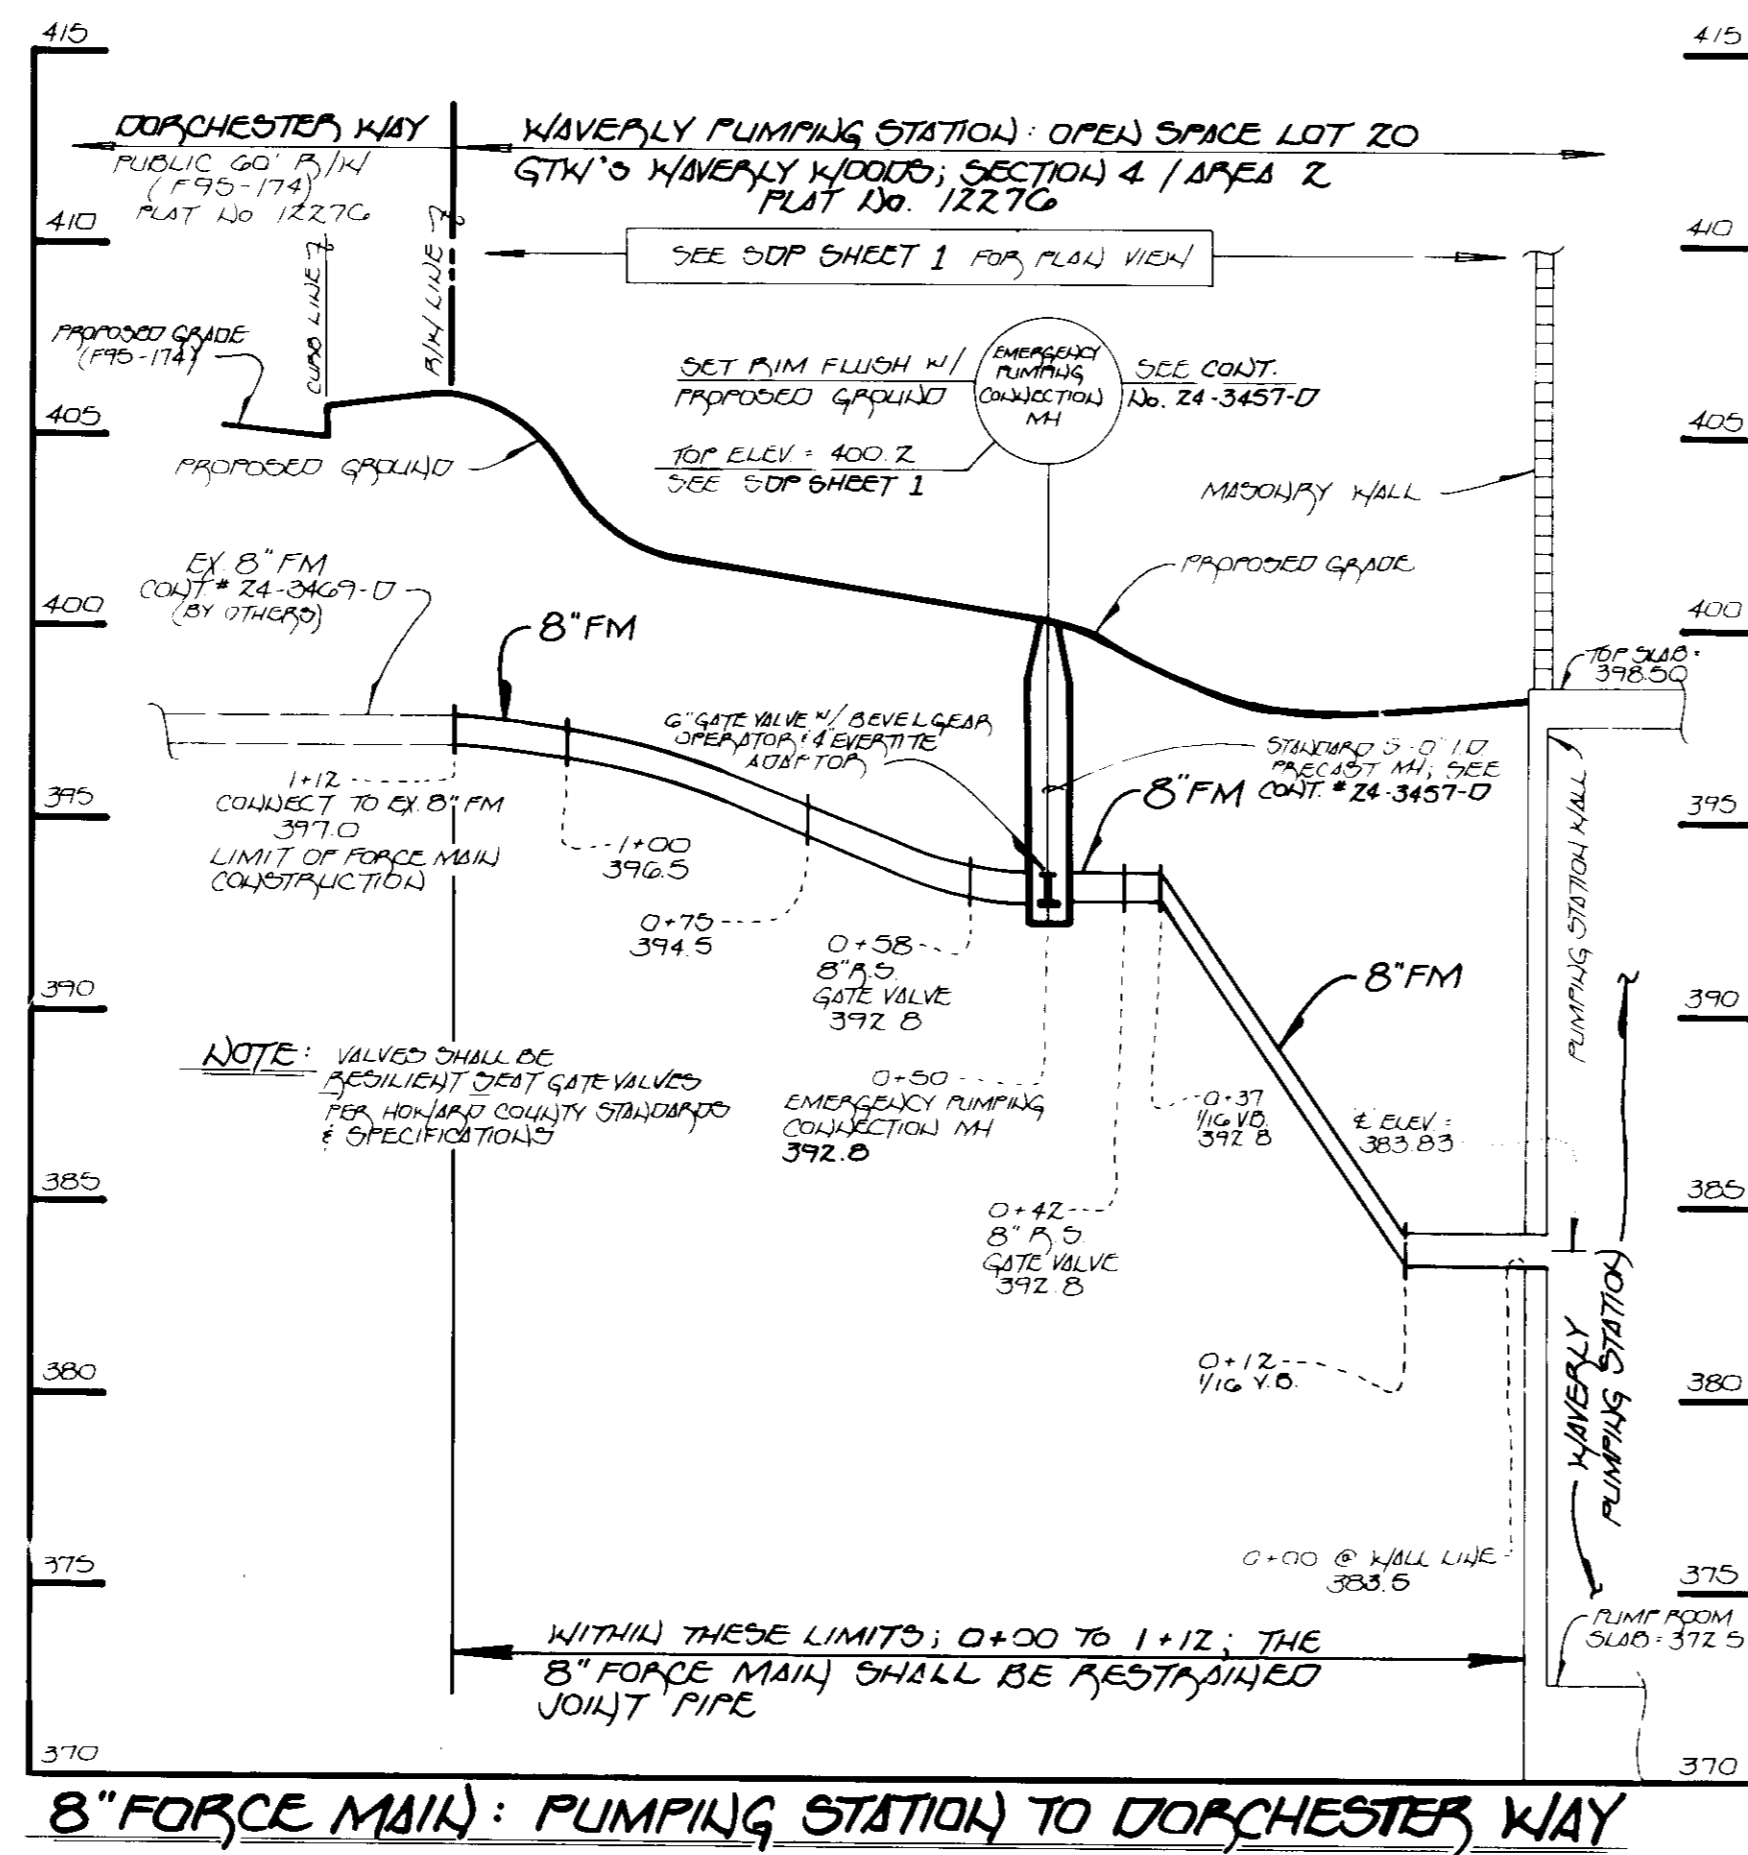 415
415
DORCHESTER WAY
PUBLIC 60' R/W
(F95-174)
PLAT No 12276
WAVERLY PUMPING STATION: OPEN SPACE LOT 20
GTW'S WAVERLY WOODS; SECTION 4 / AREA 2
PLAT No. 12276
410
410
SEE SDP SHEET 1 FOR PLAN VIEW
CURB LINE
R/W LINE
PROPOSED GRADE
(F95-174)
SET RIM FLUSH W/
PROPOSED GROUND
EMERGENCY
PUMPING
CONNECTION
MH
SEE CONT.
No. 24-3457-D
405
405
PROPOSED GROUND
TOP ELEV = 400.2
SEE SDP SHEET 1
MASONRY WALL
EX. 8" FM
CONT # 24-3469-D
(BY OTHERS)
PROPOSED GRADE
400
400
8" FM
TOP SLAB =
398.50
6" GATE VALVE W/ BEVEL GEAR
OPERATOR & 4" EVERTITE
ADAPTOR
STANDARD 5'-0" I.D
PRECAST MH; SEE
CONT. # 24-3457-D
8" FM
395
395
1+12
CONNECT TO EX. 8" FM
397.0
LIMIT OF FORCE MAIN
CONSTRUCTION
1+00
396.5
0+75
394.5
0+58
8" R.S.
GATE VALVE
392.8
PUMPING STATION WALL
390
390
8" FM
NOTE: VALVES SHALL BE
RESILIENT SEAT GATE VALVES
PER HOWARD COUNTY STANDARDS
& SPECIFICATIONS
0+50
EMERGENCY PUMPING
CONNECTION MH
392.8
0+37
1/16 V.B.
392.8
℄ ELEV =
383.83
385
385
0+42
8" R.S.
GATE VALVE
392.8
380
380
0+12
1/16 V.B.
WAVERLY
PUMPING STATION
0+00 @ WALL LINE
383.5
375
375
PUMP ROOM
SLAB = 372.5
WITHIN THESE LIMITS; 0+00 TO 1+12; THE
8" FORCE MAIN SHALL BE RESTRAINED
JOINT PIPE
370
370
8" FORCE MAIN: PUMPING STATION TO DORCHESTER WAY